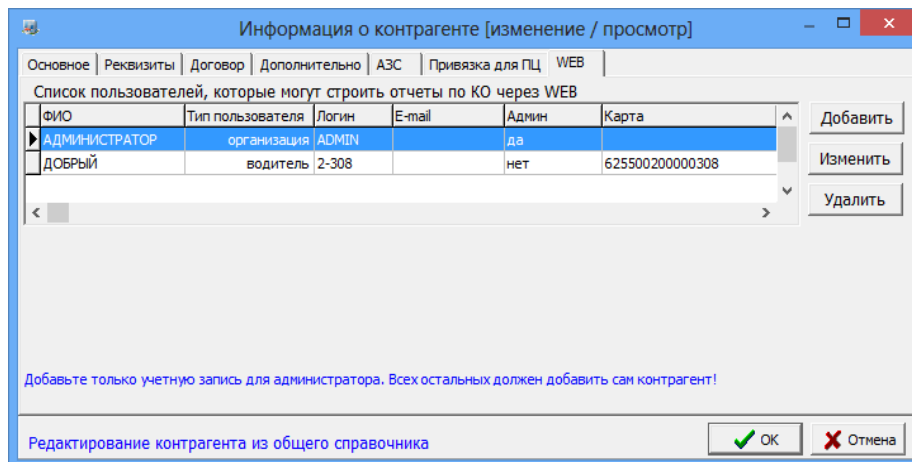 Информация о контрагенте [изменение / просмотр]
Основное Реквизиты Договор Дополнительно АЗС Привязка для ПЦ WEB
Список пользователей, которые могут строить отчеты по КО через WEB
ФИО Тип пользователя Логин E-mail Админ Карта
АДМИНИСТРАТОР организация ADMIN да
ДОБРЫЙ водитель 2-308 нет 625500200000308
Добавить
Изменить
Удалить
Добавьте только учетную запись для администратора. Всех остальных должен добавить сам контрагент!
Редактирование контрагента из общего справочника
ОК Отмена